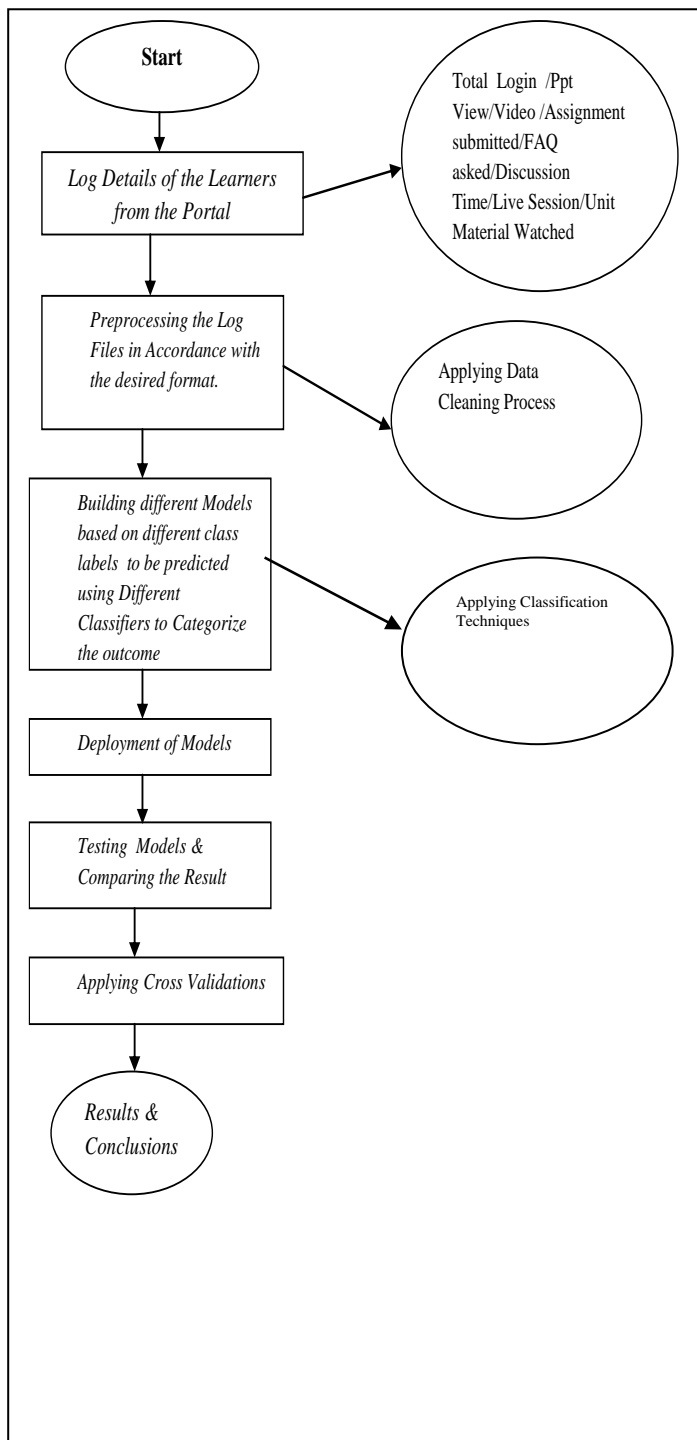 Start
Total Login /Ppt
View/Video /Assignment
submitted/FAQ
asked/Discussion
Time/Live Session/Unit
Material Watched
Log Details of the Learners
from the Portal
Preprocessing the Log
Files in Accordance with
the desired format.
Applying Data
Cleaning Process
Building different Models
based on different class
labels to be predicted
using Different
Classifiers to Categorize
the outcome
Applying Classification
Techniques
Deployment of Models
Testing Models &
Comparing the Result
Applying Cross Validations
Results &
Conclusions